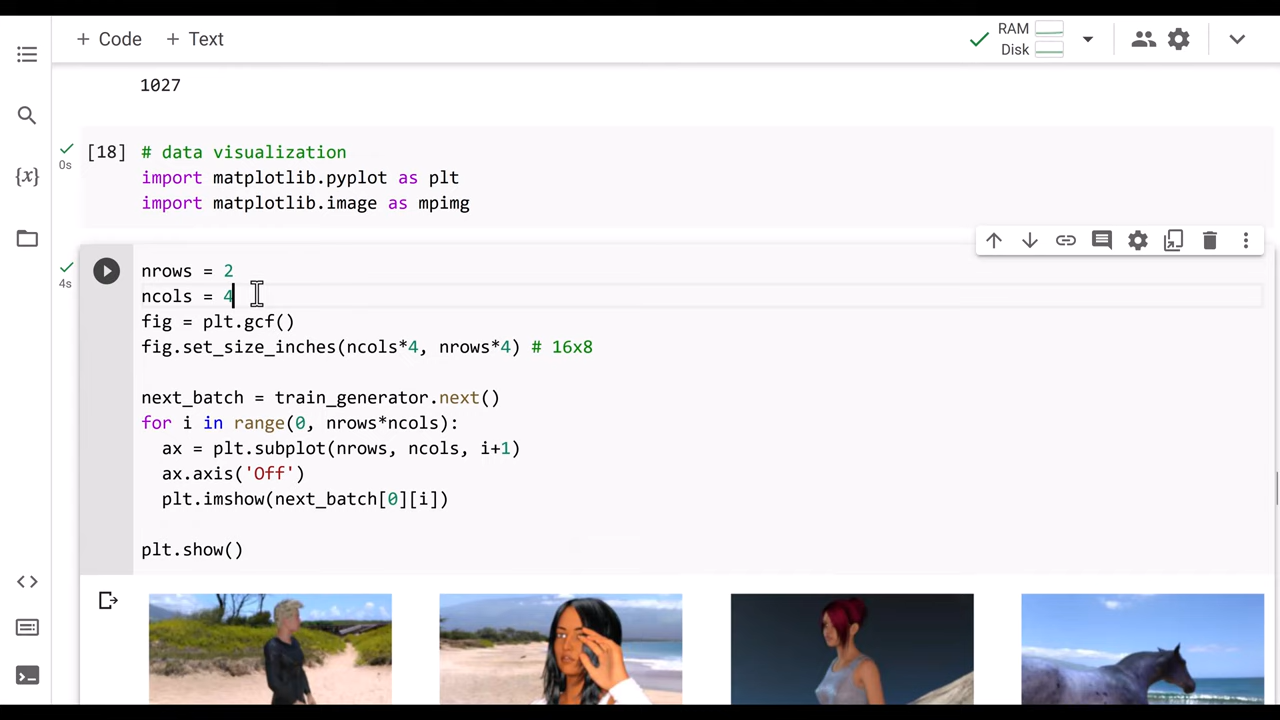 + Code + Text
RAM
Disk
1027
[18] # data visualization
0s
import matplotlib.pyplot as plt
import matplotlib.image as mpimg
4s
nrows = 2
ncols = 4
fig = plt.gcf()
fig.set_size_inches(ncols*4, nrows*4) # 16x8
next_batch = train_generator.next()
for i in range(0, nrows*ncols):
ax = plt.subplot(nrows, ncols, i+1)
ax.axis('Off')
plt.imshow(next_batch[0][i])
plt.show()
{x}